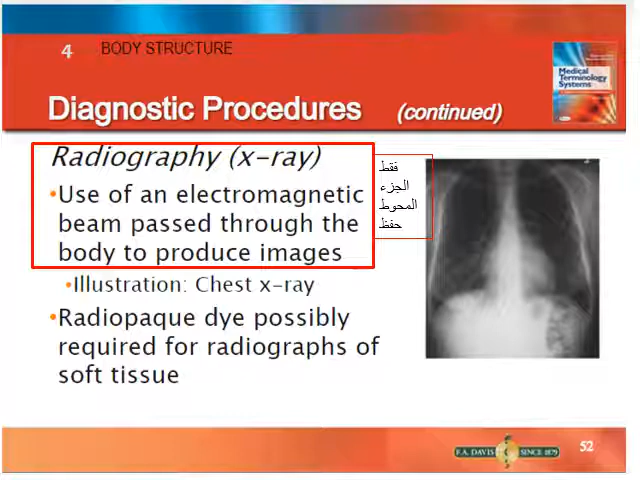 4 BODY STRUCTURE
Medical
Terminology
Systems
Diagnostic Procedures (continued)
Radiography (x-ray)
•Use of an electromagnetic
beam passed through the
body to produce images
فقط
الجزء
المحوط
حفظ
•Illustration: Chest x-ray
•Radiopaque dye possibly
required for radiographs of
soft tissue
F.A. DAVIS SINCE 1879
52